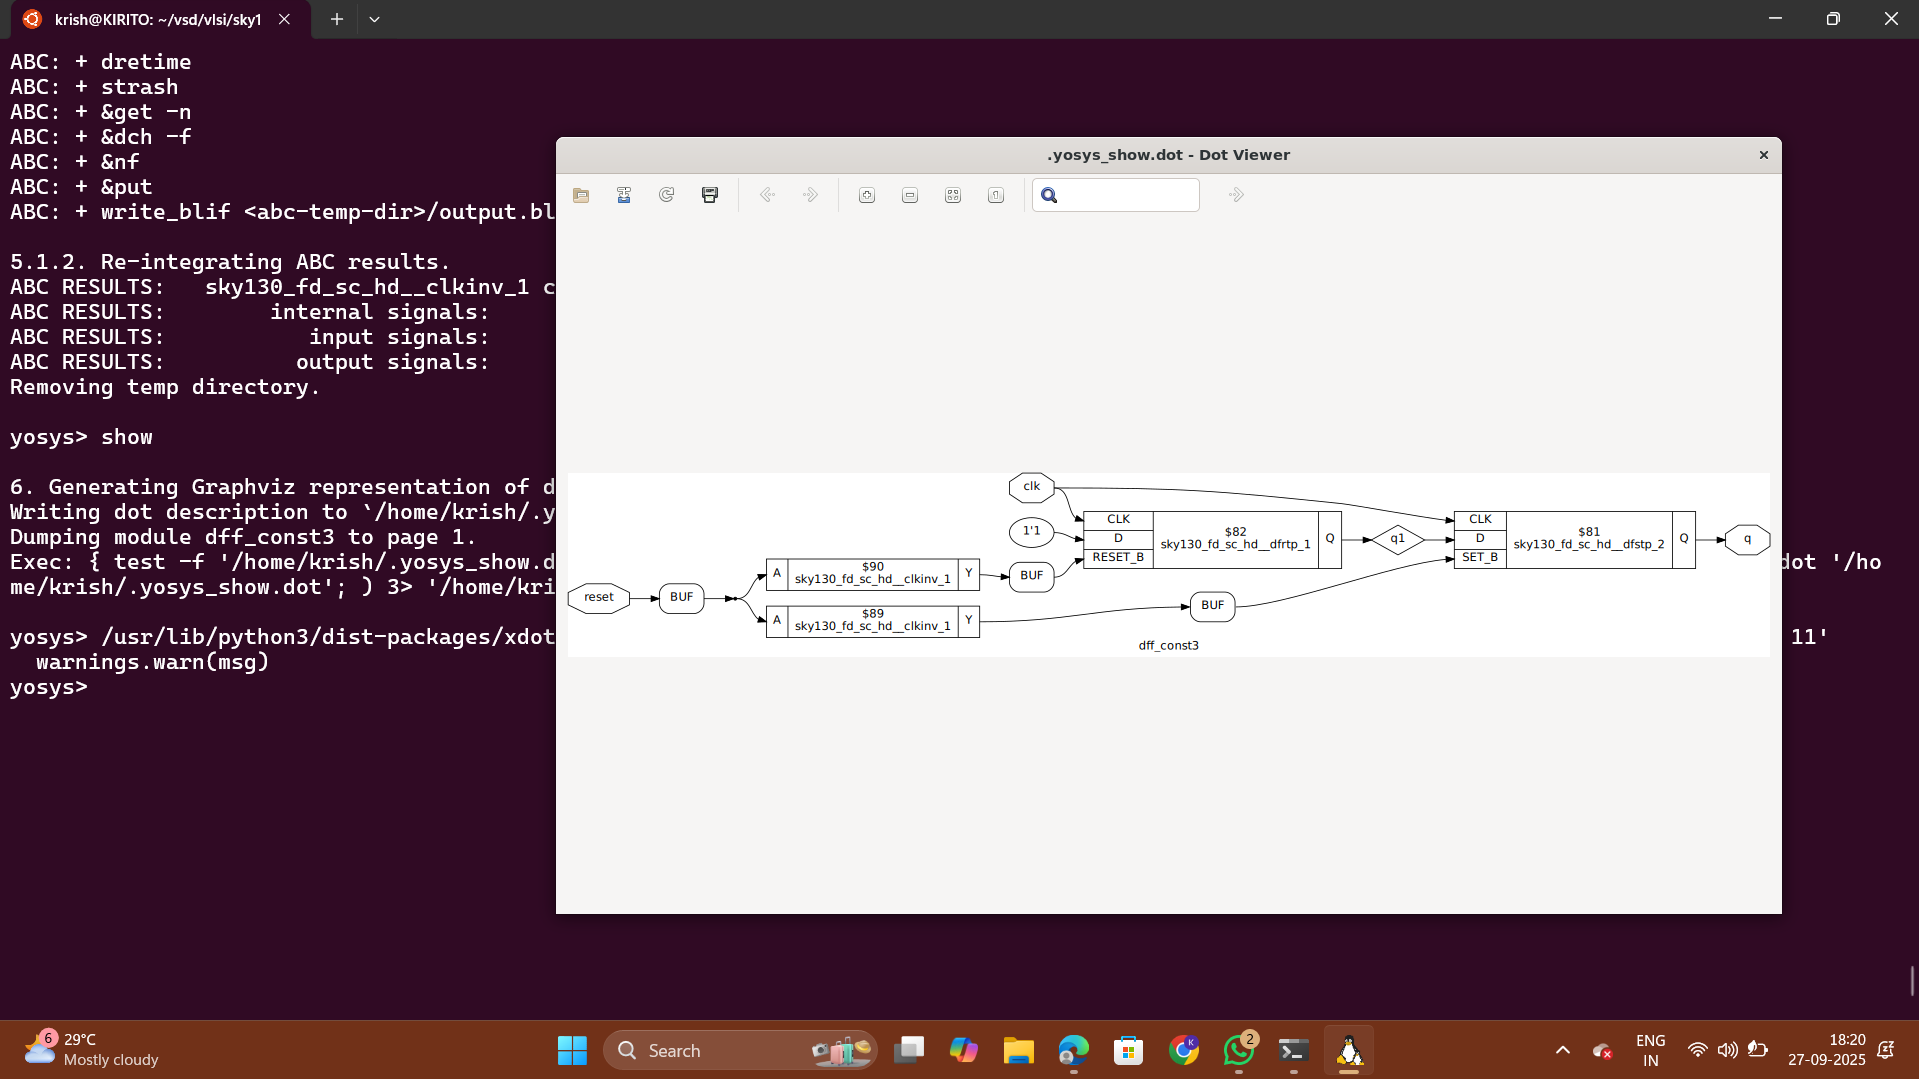 krish@KIRITO: ~/vsd/vlsi/sky1
ABC: + dretime
ABC: + strash
ABC: + &get -n
ABC: + &dch -f
ABC: + &nf
ABC: + &put
ABC: + write_blif <abc-temp-dir>/output.bl
5.1.2. Re-integrating ABC results.
ABC RESULTS:   sky130_fd_sc_hd__clkinv_1 c
ABC RESULTS:        internal signals:
ABC RESULTS:           input signals:
ABC RESULTS:          output signals:
Removing temp directory.
yosys> show
6. Generating Graphviz representation of d
Writing dot description to `/home/krish/.y
Dumping module dff_const3 to page 1.
Exec: { test -f '/home/krish/.yosys_show.d
dot '/ho
me/krish/.yosys_show.dot'; ) 3> '/home/kri
yosys> /usr/lib/python3/dist-packages/xdot
11'
warnings.warn(msg)
yosys>
.yosys_show.dot - Dot Viewer
clk
1'1
CLK
D
RESET_B
$82
sky130_fd_sc_hd__dfrtp_1
Q
q1
CLK
D
SET_B
$81
sky130_fd_sc_hd__dfstp_2
Q
q
reset
BUF
A
$90
sky130_fd_sc_hd__clkinv_1
Y
BUF
A
$89
sky130_fd_sc_hd__clkinv_1
Y
BUF
dff_const3
6
29°C
Mostly cloudy
Search
K
2
ENG
IN
18:20
27-09-2025